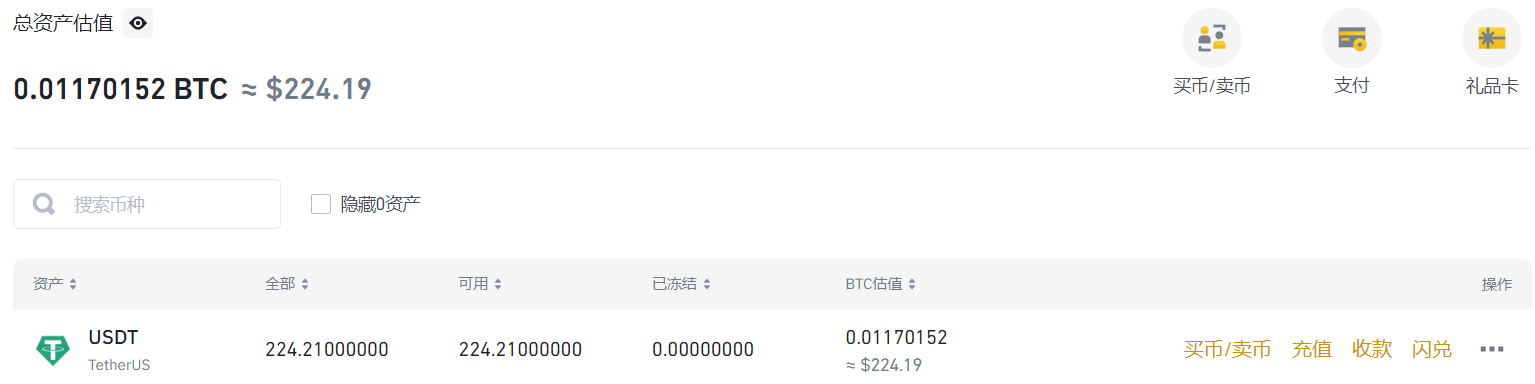 总资产估值
0.01170152 BTC ≈ $224.19
买币/卖币 支付 礼品卡
搜索币种 隐藏0资产
资产 全部 可用 已冻结 BTC估值 操作
USDT 224.21000000 224.21000000 0.00000000 0.01170152 买币/卖币 充值 收款 闪兑
TetherUS ≈ $224.19